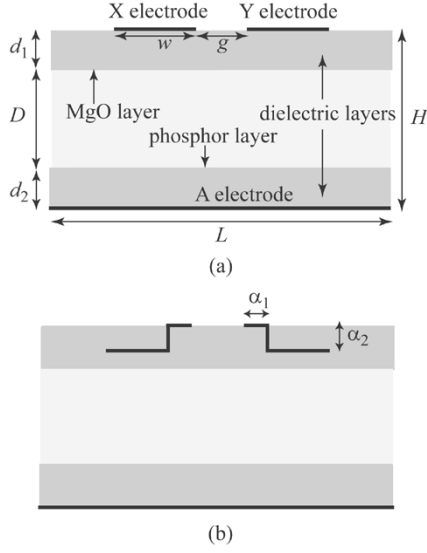 X electrode Y electrode
d₁ w g
D MgO layer dielectric layers H
phosphor layer
d₂ A electrode
L
(a)
α₁
α₂
(b)